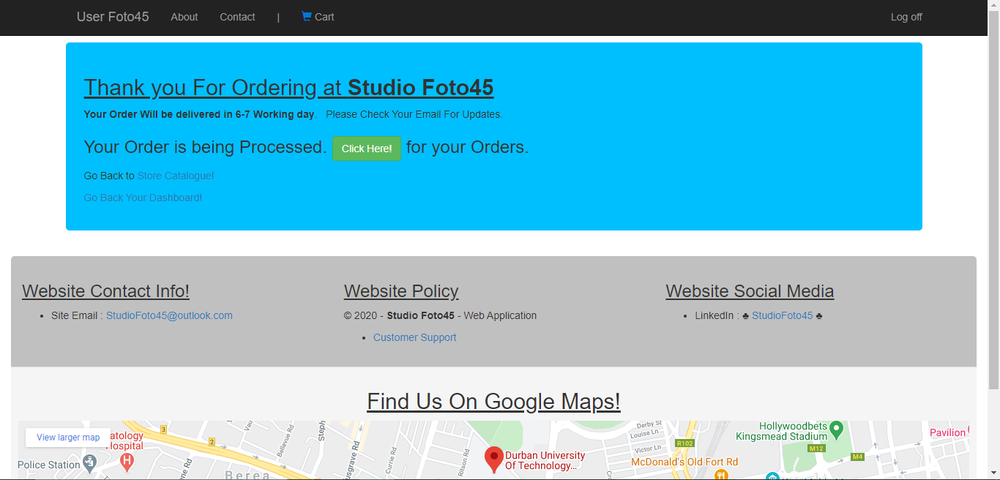 User Foto45 About Contact | Cart Log off
Thank you For Ordering at Studio Foto45
Your Order Will be delivered in 6-7 Working day. Please Check Your Email For Updates.
Your Order is being Processed. Click Here! for your Orders.
Go Back to Store Catalogue!
Go Back Your Dashboard!
Website Contact Info!
• Site Email : StudioFoto45@outlook.com
Website Policy
© 2020 - Studio Foto45 - Web Application
• Customer Support
Website Social Media
• LinkedIn : ♣ StudioFoto45 ♣
Find Us On Google Maps!
View larger map
atology
Hospital
Police Station
3
2
Bellevue Rd
Berea
Currie Rd
Ritson Rd
Durban University
Of Technology...
Derby St
Louise Ln
Victor Ln
R102
McDonald's Old Fort Rd
Hollywoodbets
Kingsmead Stadium
M12
M4
Pavilion